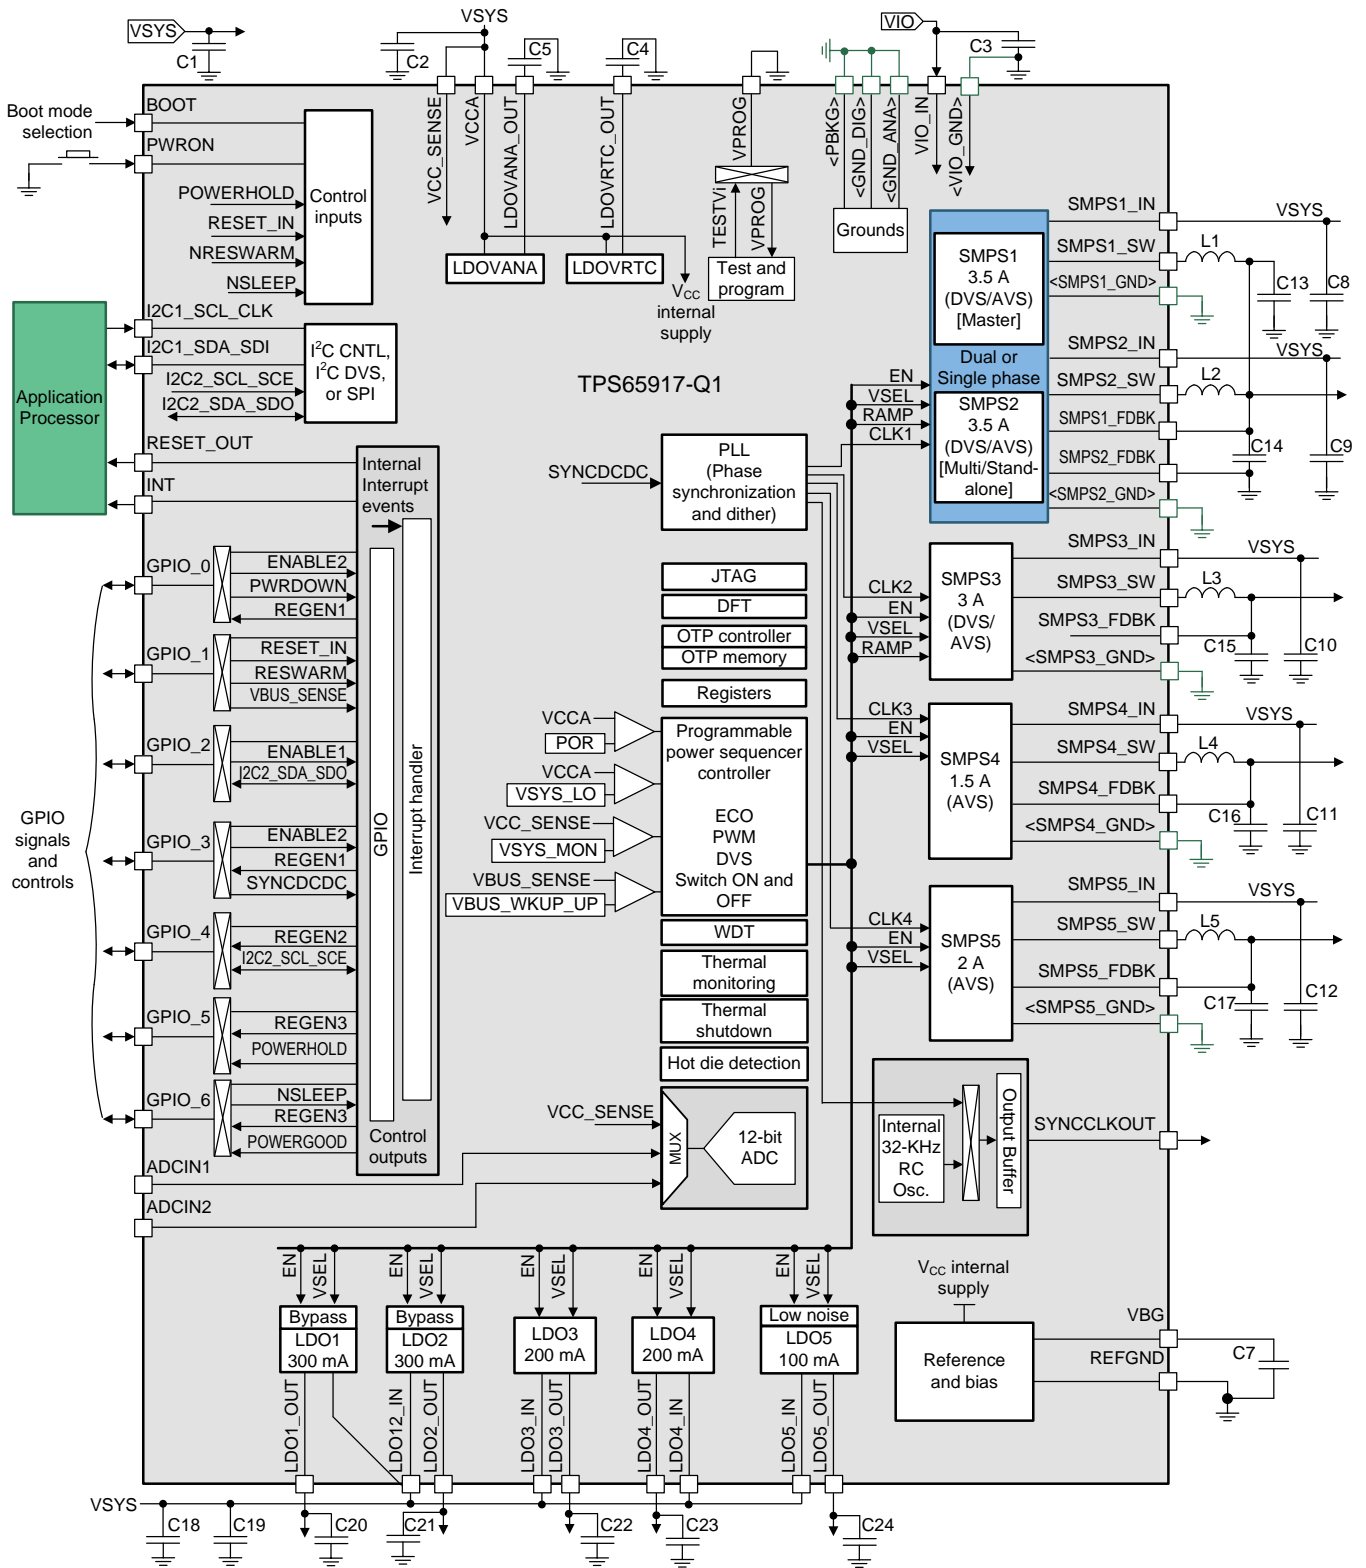 VSYS
C1
VSYS
C2
C5
C4
VIO
C3
Boot mode
selection
BOOT
PWRON
POWERHOLD
RESET_IN
NRESWARM
NSLEEP
Control
inputs
VCC_SENSE
VCCA
LDOVANA_OUT
LDOVRTC_OUT
VPROG
<PBKG>
<GND_DIG>
<GND_ANA>
VIO_IN
<VIO_GND>
LDOVANA
LDOVRTC
VCC
internal
supply
TESTVi
VPROG
Test and
program
Grounds
Application
Processor
I2C1_SCL_CLK
I2C1_SDA_SDI
I2C2_SCL_SCE
I2C2_SDA_SDO
I2C CNTL,
I2C DVS,
or SPI
RESET_OUT
INT
TPS65917-Q1
SMPS1
3.5 A
(DVS/AVS)
[Master]
Dual or
Single phase
SMPS2
3.5 A
(DVS/AVS)
[Multi/Stand-
alone]
EN
VSEL
RAMP
CLK1
SMPS1_IN
VSYS
SMPS1_SW
L1
<SMPS1_GND>
C13
C8
SMPS2_IN
VSYS
SMPS2_SW
L2
SMPS1_FDBK
SMPS2_FDBK
C14
C9
<SMPS2_GND>
SYNCDCDC
PLL
(Phase
synchronization
and dither)
Internal
Interrupt
events
GPIO
Interrupt handler
Control
outputs
GPIO
signals
and
controls
GPIO_0
ENABLE2
PWRDOWN
REGEN1
GPIO_1
RESET_IN
RESWARM
VBUS_SENSE
GPIO_2
ENABLE1
I2C2_SDA_SDO
GPIO_3
ENABLE2
REGEN1
SYNCDCDC
GPIO_4
REGEN2
I2C2_SCL_SCE
GPIO_5
REGEN3
POWERHOLD
GPIO_6
NSLEEP
REGEN3
POWERGOOD
ADCIN1
ADCIN2
JTAG
DFT
OTP controller
OTP memory
Registers
VCCA
POR
VCCA
VSYS_LO
VCC_SENSE
VSYS_MON
VBUS_SENSE
VBUS_WKUP_UP
Programmable
power sequencer
controller
ECO
PWM
DVS
Switch ON and
OFF
WDT
Thermal
monitoring
Thermal
shutdown
Hot die detection
VCC_SENSE
MUX
12-bit
ADC
CLK2
EN
VSEL
RAMP
SMPS3
3 A
(DVS/
AVS)
SMPS3_IN
VSYS
SMPS3_SW
L3
SMPS3_FDBK
<SMPS3_GND>
C15
C10
CLK3
EN
VSEL
SMPS4
1.5 A
(AVS)
SMPS4_IN
VSYS
SMPS4_SW
L4
SMPS4_FDBK
<SMPS4_GND>
C16
C11
CLK4
EN
VSEL
SMPS5
2 A
(AVS)
SMPS5_IN
VSYS
SMPS5_SW
L5
SMPS5_FDBK
<SMPS5_GND>
C17
C12
Internal
32-KHz
RC
Osc.
Output Buffer
SYNCCLKOUT
EN
VSEL
EN
VSEL
EN
VSEL
EN
VSEL
EN
VSEL
Bypass
LDO1
300 mA
Bypass
LDO2
300 mA
LDO3
200 mA
LDO4
200 mA
Low noise
LDO5
100 mA
VCC internal
supply
Reference
and bias
VBG
REFGND
C7
LDO1_OUT
LDO12_IN
LDO2_OUT
LDO3_IN
LDO3_OUT
LDO4_OUT
LDO4_IN
LDO5_IN
LDO5_OUT
VSYS
C18
C19
C20
C21
C22
C23
C24